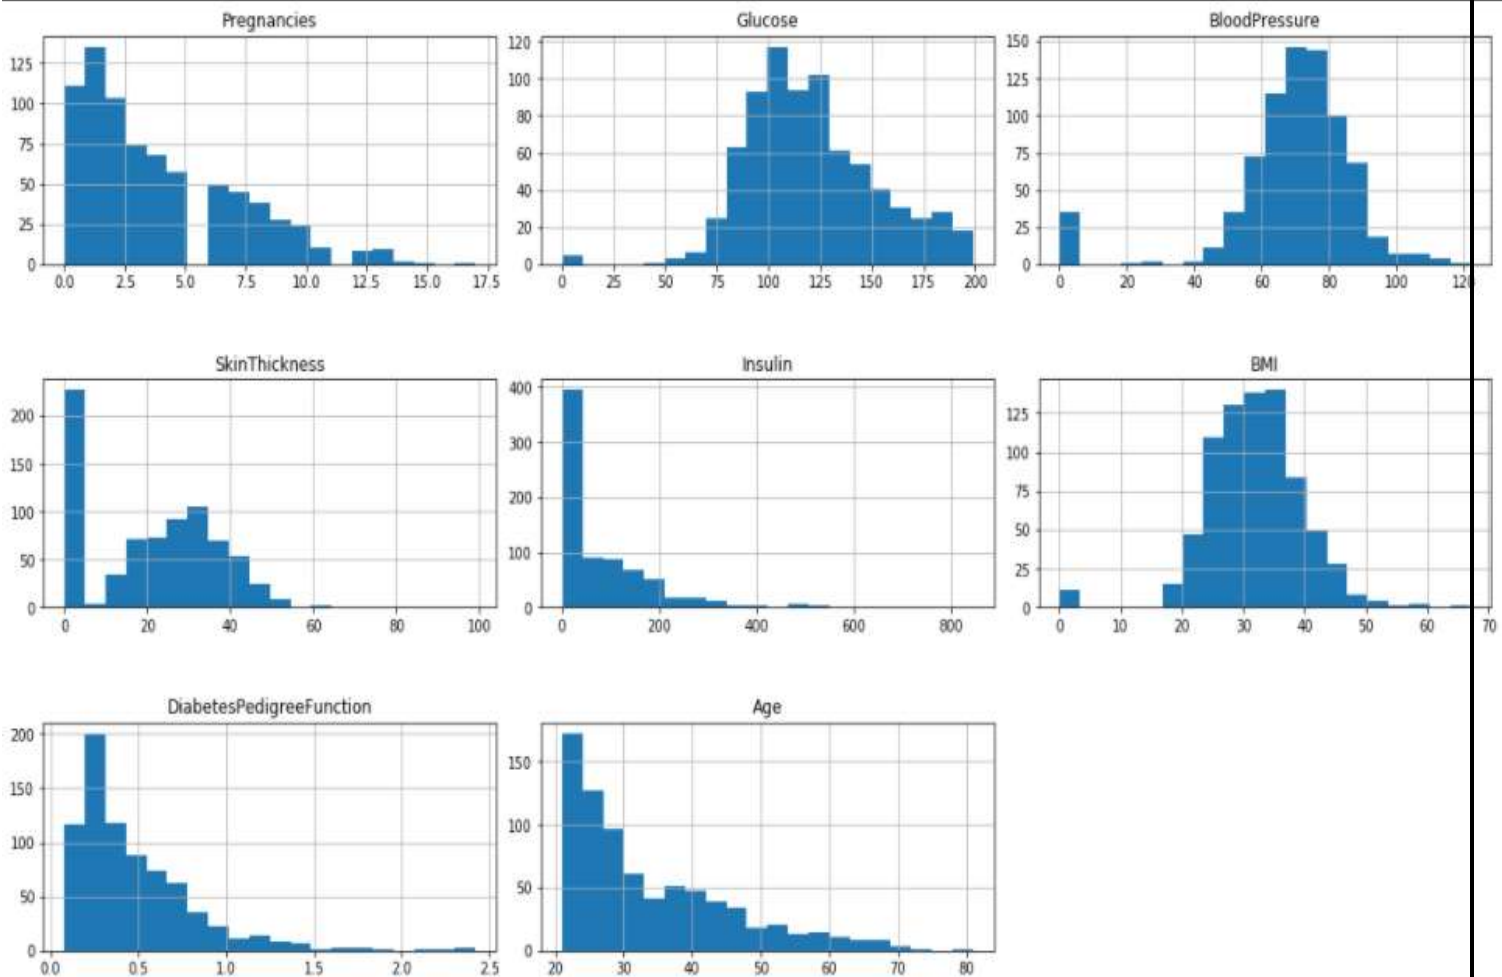 Pregnancies Glucose BloodPressure
125 100 75 50 25 0
0.0 2.5 5.0 7.5 10.0 12.5 15.0 17.5
120 100 80 60 40 20 0
0 25 50 75 100 125 150 175 200
150 125 100 75 50 25 0
0 20 40 60 80 100 120
SkinThickness Insulin BMI
200 150 100 50 0
0 20 40 60 80 100
400 300 200 100 0
0 200 400 600 800
125 100 75 50 25 0
0 10 20 30 40 50 60 70
DiabetesPedigreeFunction Age
200 150 100 50 0
0.0 0.5 1.0 1.5 2.0 2.5
150 100 50 0
20 30 40 50 60 70 80